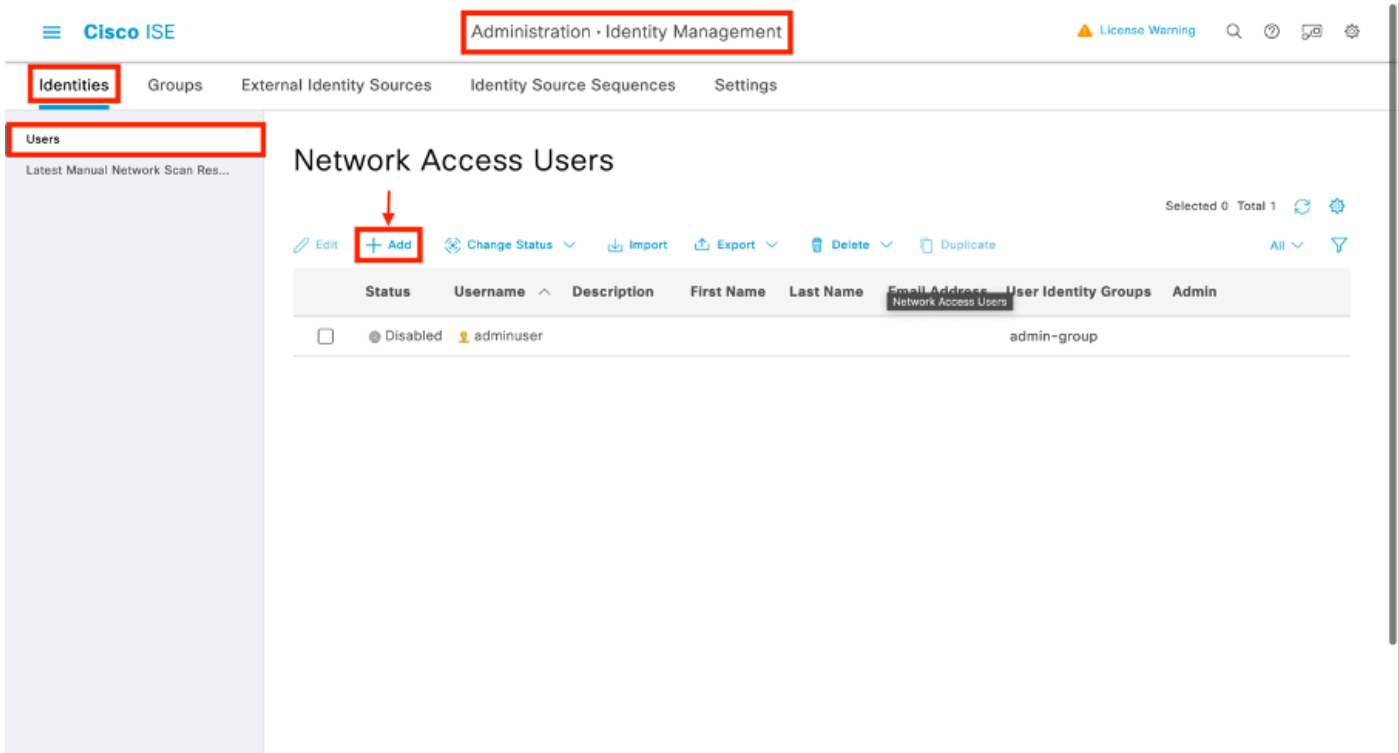 Cisco ISE
Administration · Identity Management
License Warning
Identities Groups External Identity Sources Identity Source Sequences Settings
Users
Latest Manual Network Scan Res...
Network Access Users
Selected 0 Total 1
Edit + Add Change Status Import Export Delete Duplicate All
Status Username Description First Name Last Name Email Address User Identity Groups Admin
Network Access Users
Disabled adminuser admin-group